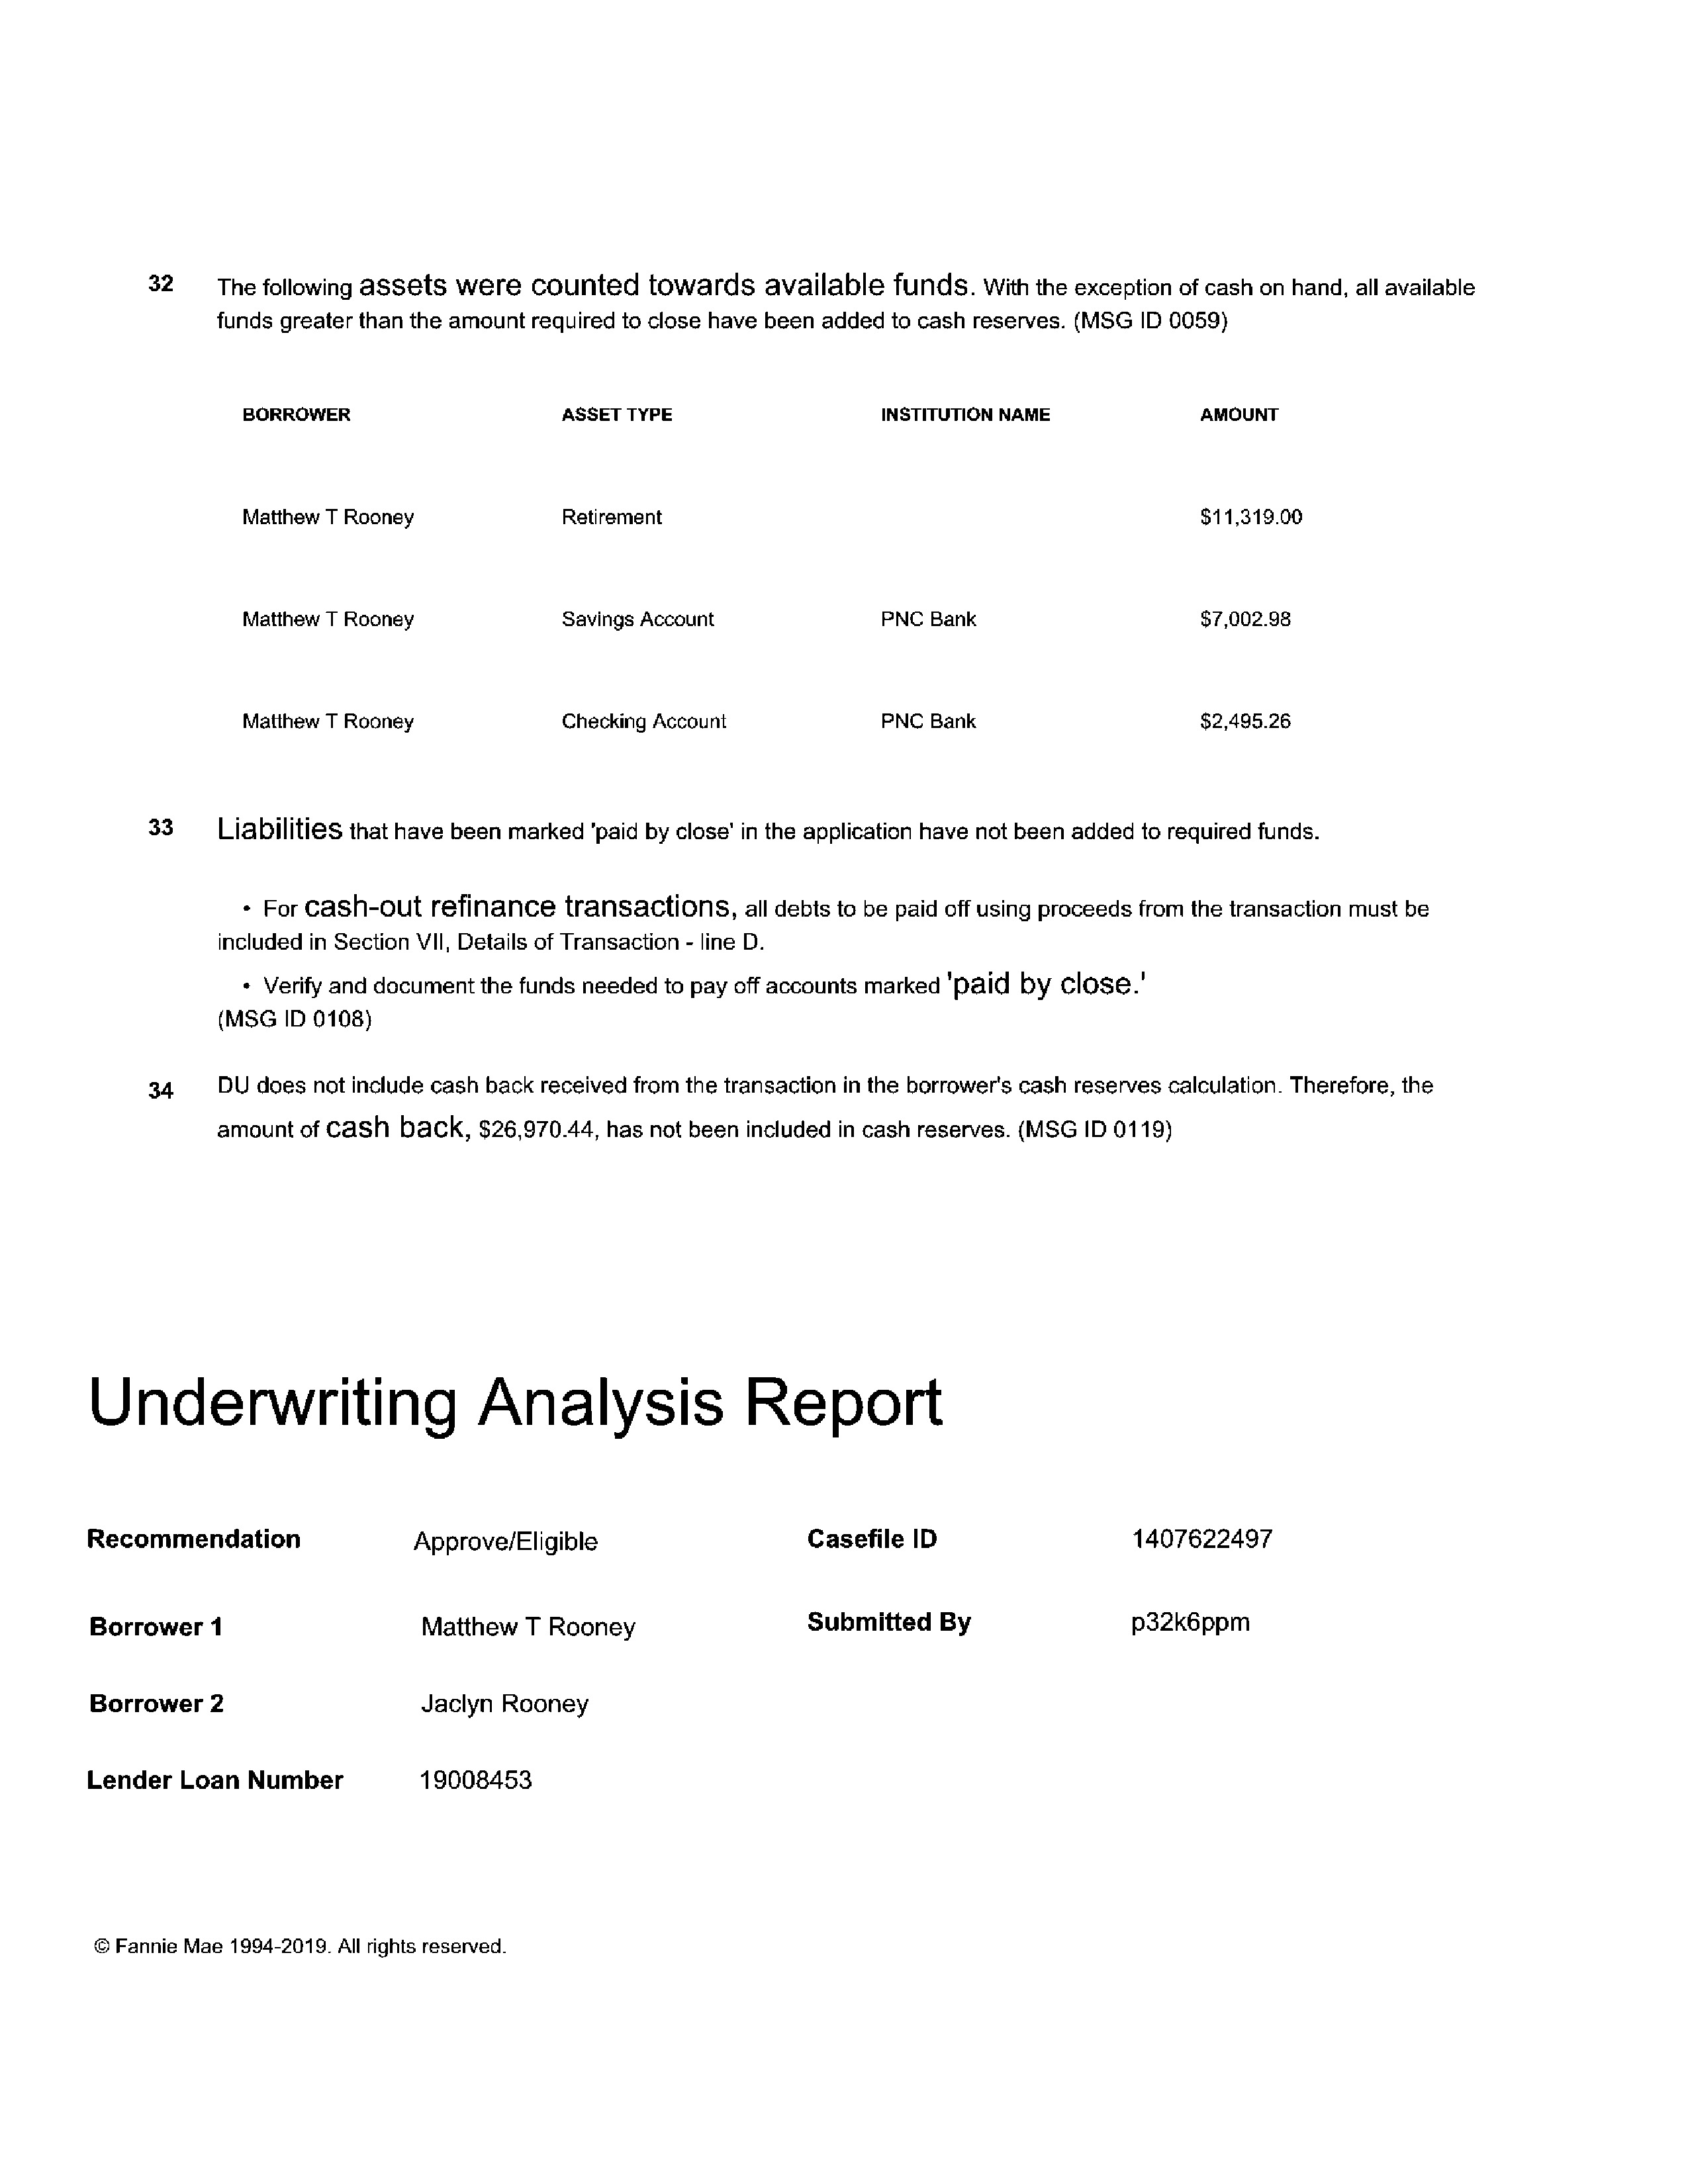 32 The following assets were counted towards available funds. With the exception of cash on hand, all available
funds greater than the amount required to close have been added to cash reserves. (MSG ID 0059)
BORROWER ASSET TYPE INSTITUTION NAME AMOUNT
Matthew T Rooney Retirement $11,319.00
Matthew T Rooney Savings Account PNC Bank $7,002.98
Matthew T Rooney Checking Account PNC Bank $2,495.26
33 Liabilities that have been marked 'paid by close' in the application have not been added to required funds.
• For cash-out refinance transactions, all debts to be paid off using proceeds from the transaction must be
included in Section VII, Details of Transaction - line D.
• Verify and document the funds needed to pay off accounts marked 'paid by close.'
(MSG ID 0108)
34 DU does not include cash back received from the transaction in the borrower's cash reserves calculation. Therefore, the
amount of cash back, $26,970.44, has not been included in cash reserves. (MSG ID 0119)
Underwriting Analysis Report
Recommendation Approve/Eligible Casefile ID 1407622497
Borrower 1 Matthew T Rooney Submitted By p32k6ppm
Borrower 2 Jaclyn Rooney
Lender Loan Number 19008453
© Fannie Mae 1994-2019. All rights reserved.